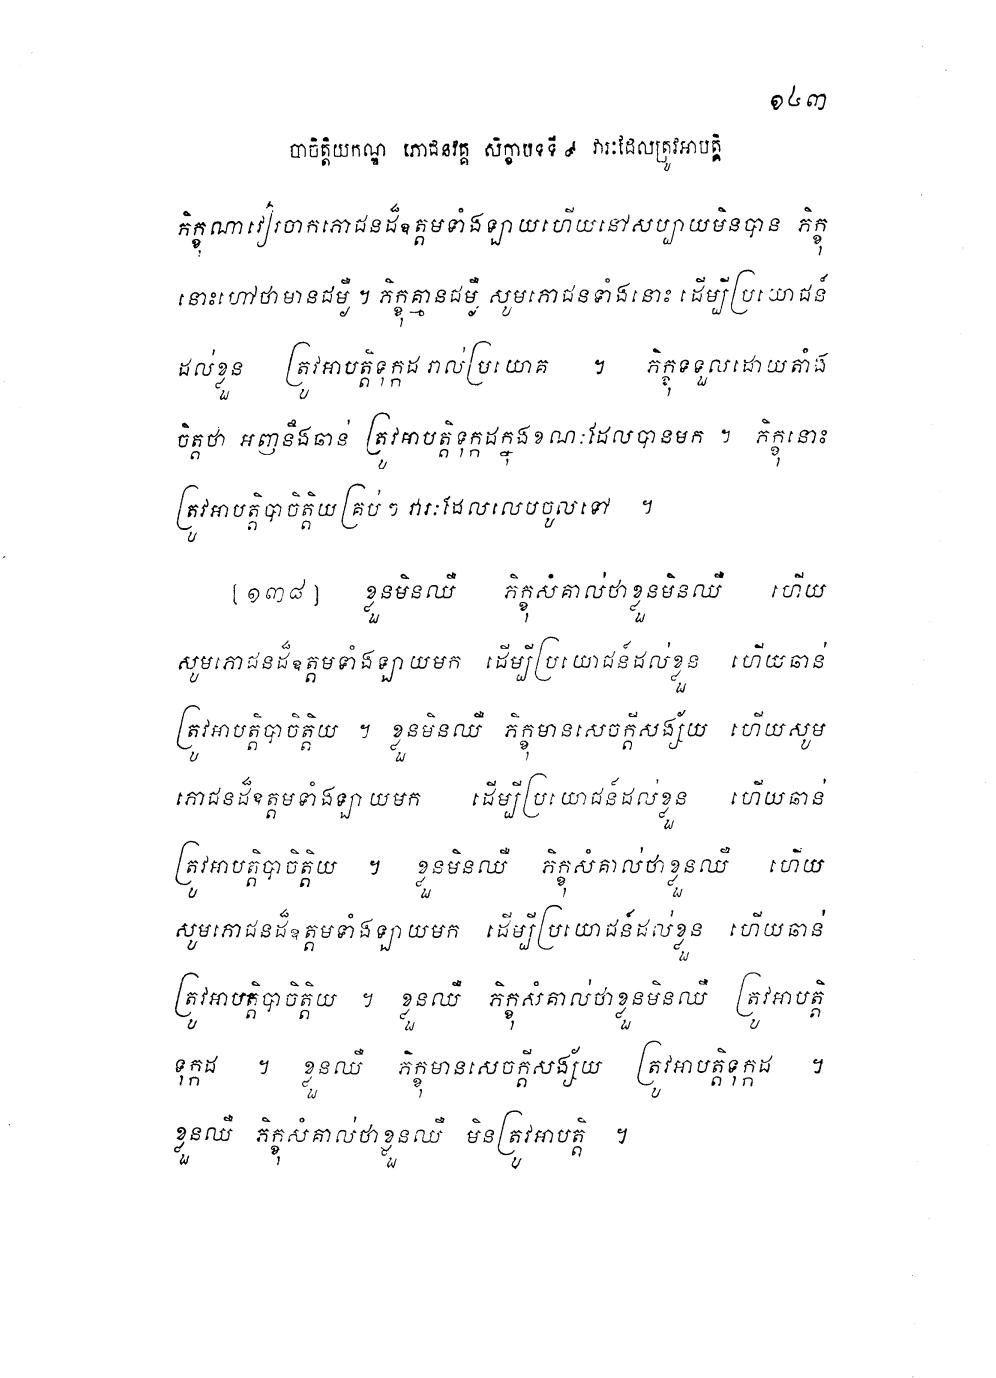 ១៤៣
បាចិត្តិយកណ្ឌ ភោជនវគ្គ សិក្ខាបទទី ៩ វារៈដែលត្រូវអាបត្តិ
ភិក្ខុណាវៀរចាកភោជនដ៏ឧត្តមទាំងឡាយហើយនៅសប្បាយមិនបាន ភិក្ខុ
នោះហៅថាមានជម្ងឺ ។ ភិក្ខុគ្មានជម្ងឺ សូមភោជនទាំងនោះ ដើម្បីប្រយោជន៍
ដល់ខ្លួន ត្រូវអាបត្តិទុក្កដ រាល់ប្រយោគ ។ ភិក្ខុទទួលដោយតាំង
ចិត្តថា អញនឹងឆាន់ ត្រូវអាបត្តិទុក្កដក្នុងខណៈដែលបានមក ។ ភិក្ខុនោះ
ត្រូវអាបត្តិបាចិត្តិយគ្រប់ៗ វារៈដែលលេបចូលទៅ ។
[១៣៨] ខ្លួនមិនឈឺ ភិក្ខុសំគាល់ថាខ្លួនមិនឈឺ ហើយ
សូមភោជនដ៏ឧត្តមទាំងឡាយមក ដើម្បីប្រយោជន៍ដល់ខ្លួន ហើយឆាន់
ត្រូវអាបត្តិបាចិត្តិយ ។ ខ្លួនមិនឈឺ ភិក្ខុមានសេចក្តីសង្ស័យ ហើយសូម
ភោជនដ៏ឧត្តមទាំងឡាយមក ដើម្បីប្រយោជន៍ដល់ខ្លួន ហើយឆាន់
ត្រូវអាបត្តិបាចិត្តិយ ។ ខ្លួនមិនឈឺ ភិក្ខុសំគាល់ថាខ្លួនឈឺ ហើយ
សូមភោជនដ៏ឧត្តមទាំងឡាយមក ដើម្បីប្រយោជន៍ដល់ខ្លួន ហើយឆាន់
ត្រូវអាបត្តិបាចិត្តិយ ។ ខ្លួនឈឺ ភិក្ខុសំគាល់ថាខ្លួនមិនឈឺ ត្រូវអាបត្តិ
ទុក្កដ ។ ខ្លួនឈឺ ភិក្ខុមានសេចក្តីសង្ស័យ ត្រូវអាបត្តិទុក្កដ ។
ខ្លួនឈឺ ភិក្ខុសំគាល់ថាខ្លួនឈឺ មិនត្រូវអាបត្តិ ។